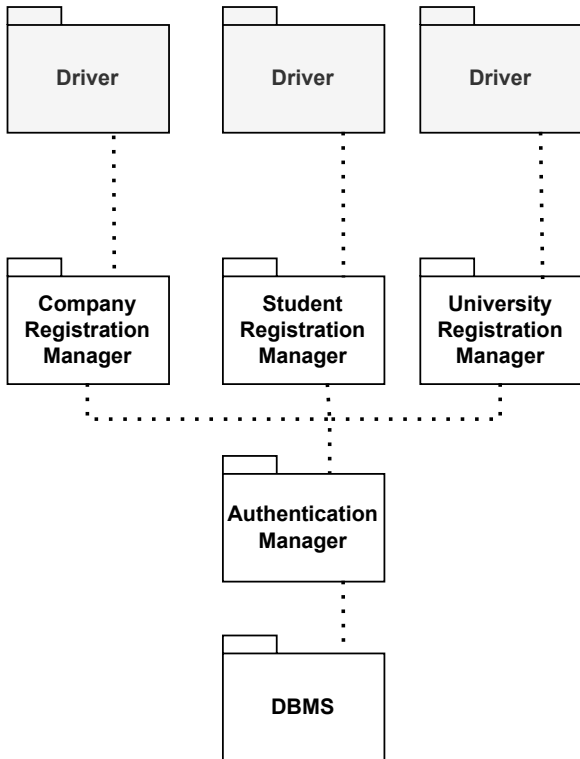 Driver
Driver
Driver
Company
Registration
Manager
Student
Registration
Manager
University
Registration
Manager
Authentication
Manager
DBMS